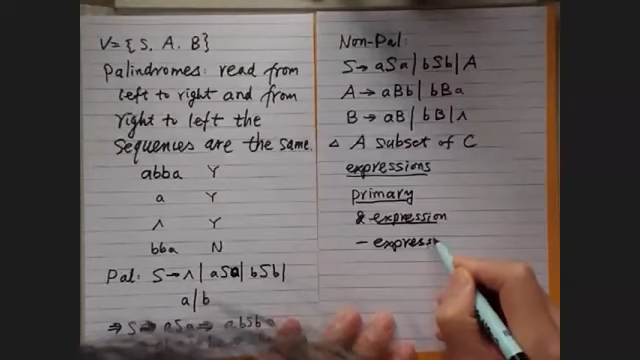 V={S, A, B}
Palindromes: read from
left to right and from
right to left the
sequences are the same.
abba Y
a Y
Λ Y
bba N
Pal: S→Λ | aSa | bSb |
a|b
⇒ S → aSa ⇒ abSb
Non-Pal:
S→aSa | bSb | A
A→aBb | bBa
B→aB | bB | Λ
△ A subset of C
expressions
primary
& expression
- express